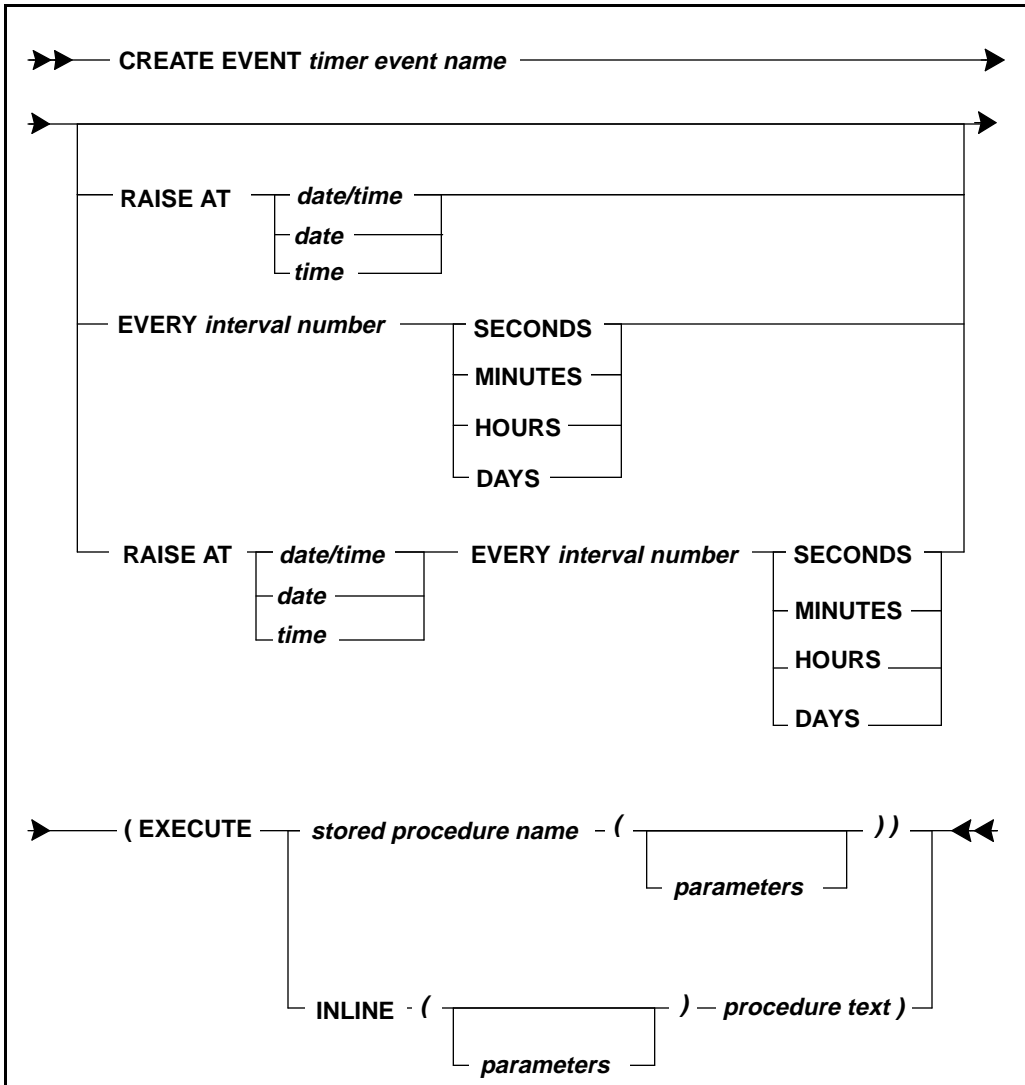 CREATE EVENT timer event name
RAISE AT date/time
date
time
EVERY interval number SECONDS
MINUTES
HOURS
DAYS
RAISE AT date/time EVERY interval number SECONDS
date MINUTES
time HOURS
DAYS
( EXECUTE stored procedure name ( ) )
parameters
INLINE ( ) procedure text )
parameters